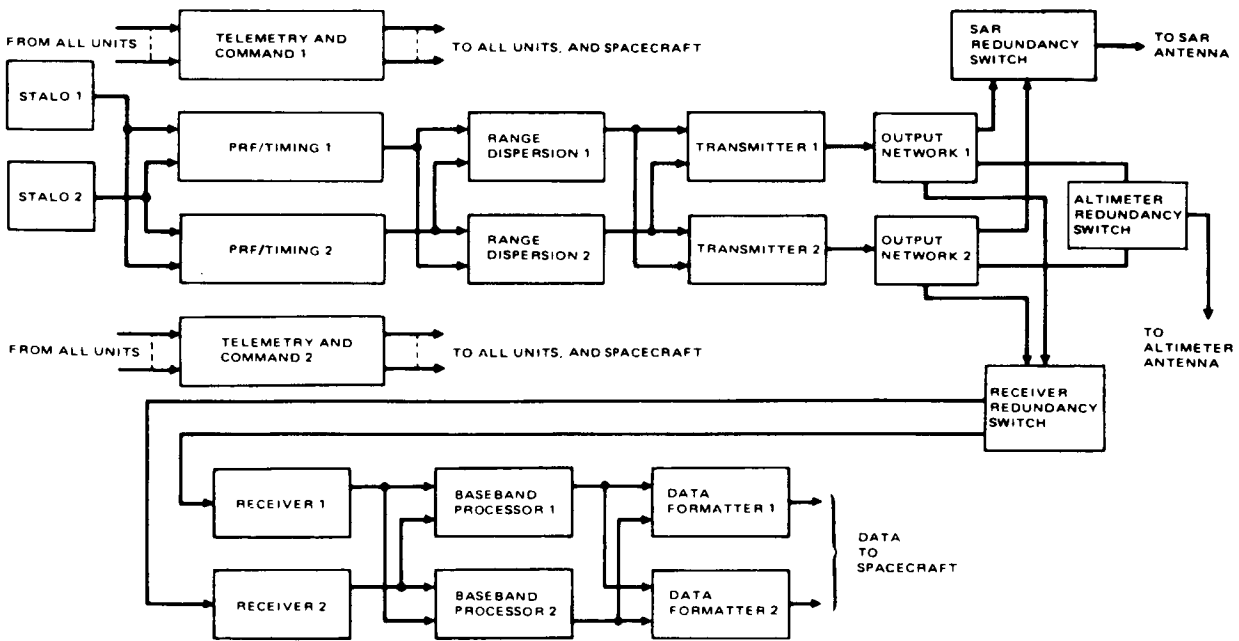 FROM ALL UNITS
TELEMETRY AND
COMMAND 1
TO ALL UNITS, AND SPACECRAFT
SAR
REDUNDANCY
SWITCH
TO SAR
ANTENNA
STALO 1
PRF/TIMING 1
RANGE
DISPERSION 1
TRANSMITTER 1
OUTPUT
NETWORK 1
STALO 2
PRF/TIMING 2
RANGE
DISPERSION 2
TRANSMITTER 2
OUTPUT
NETWORK 2
ALTIMETER
REDUNDANCY
SWITCH
FROM ALL UNITS
TELEMETRY AND
COMMAND 2
TO ALL UNITS, AND SPACECRAFT
TO
ALTIMETER
ANTENNA
RECEIVER
REDUNDANCY
SWITCH
RECEIVER 1
BASEBAND
PROCESSOR 1
DATA
FORMATTER 1
DATA
TO
SPACECRAFT
RECEIVER 2
BASEBAND
PROCESSOR 2
DATA
FORMATTER 2